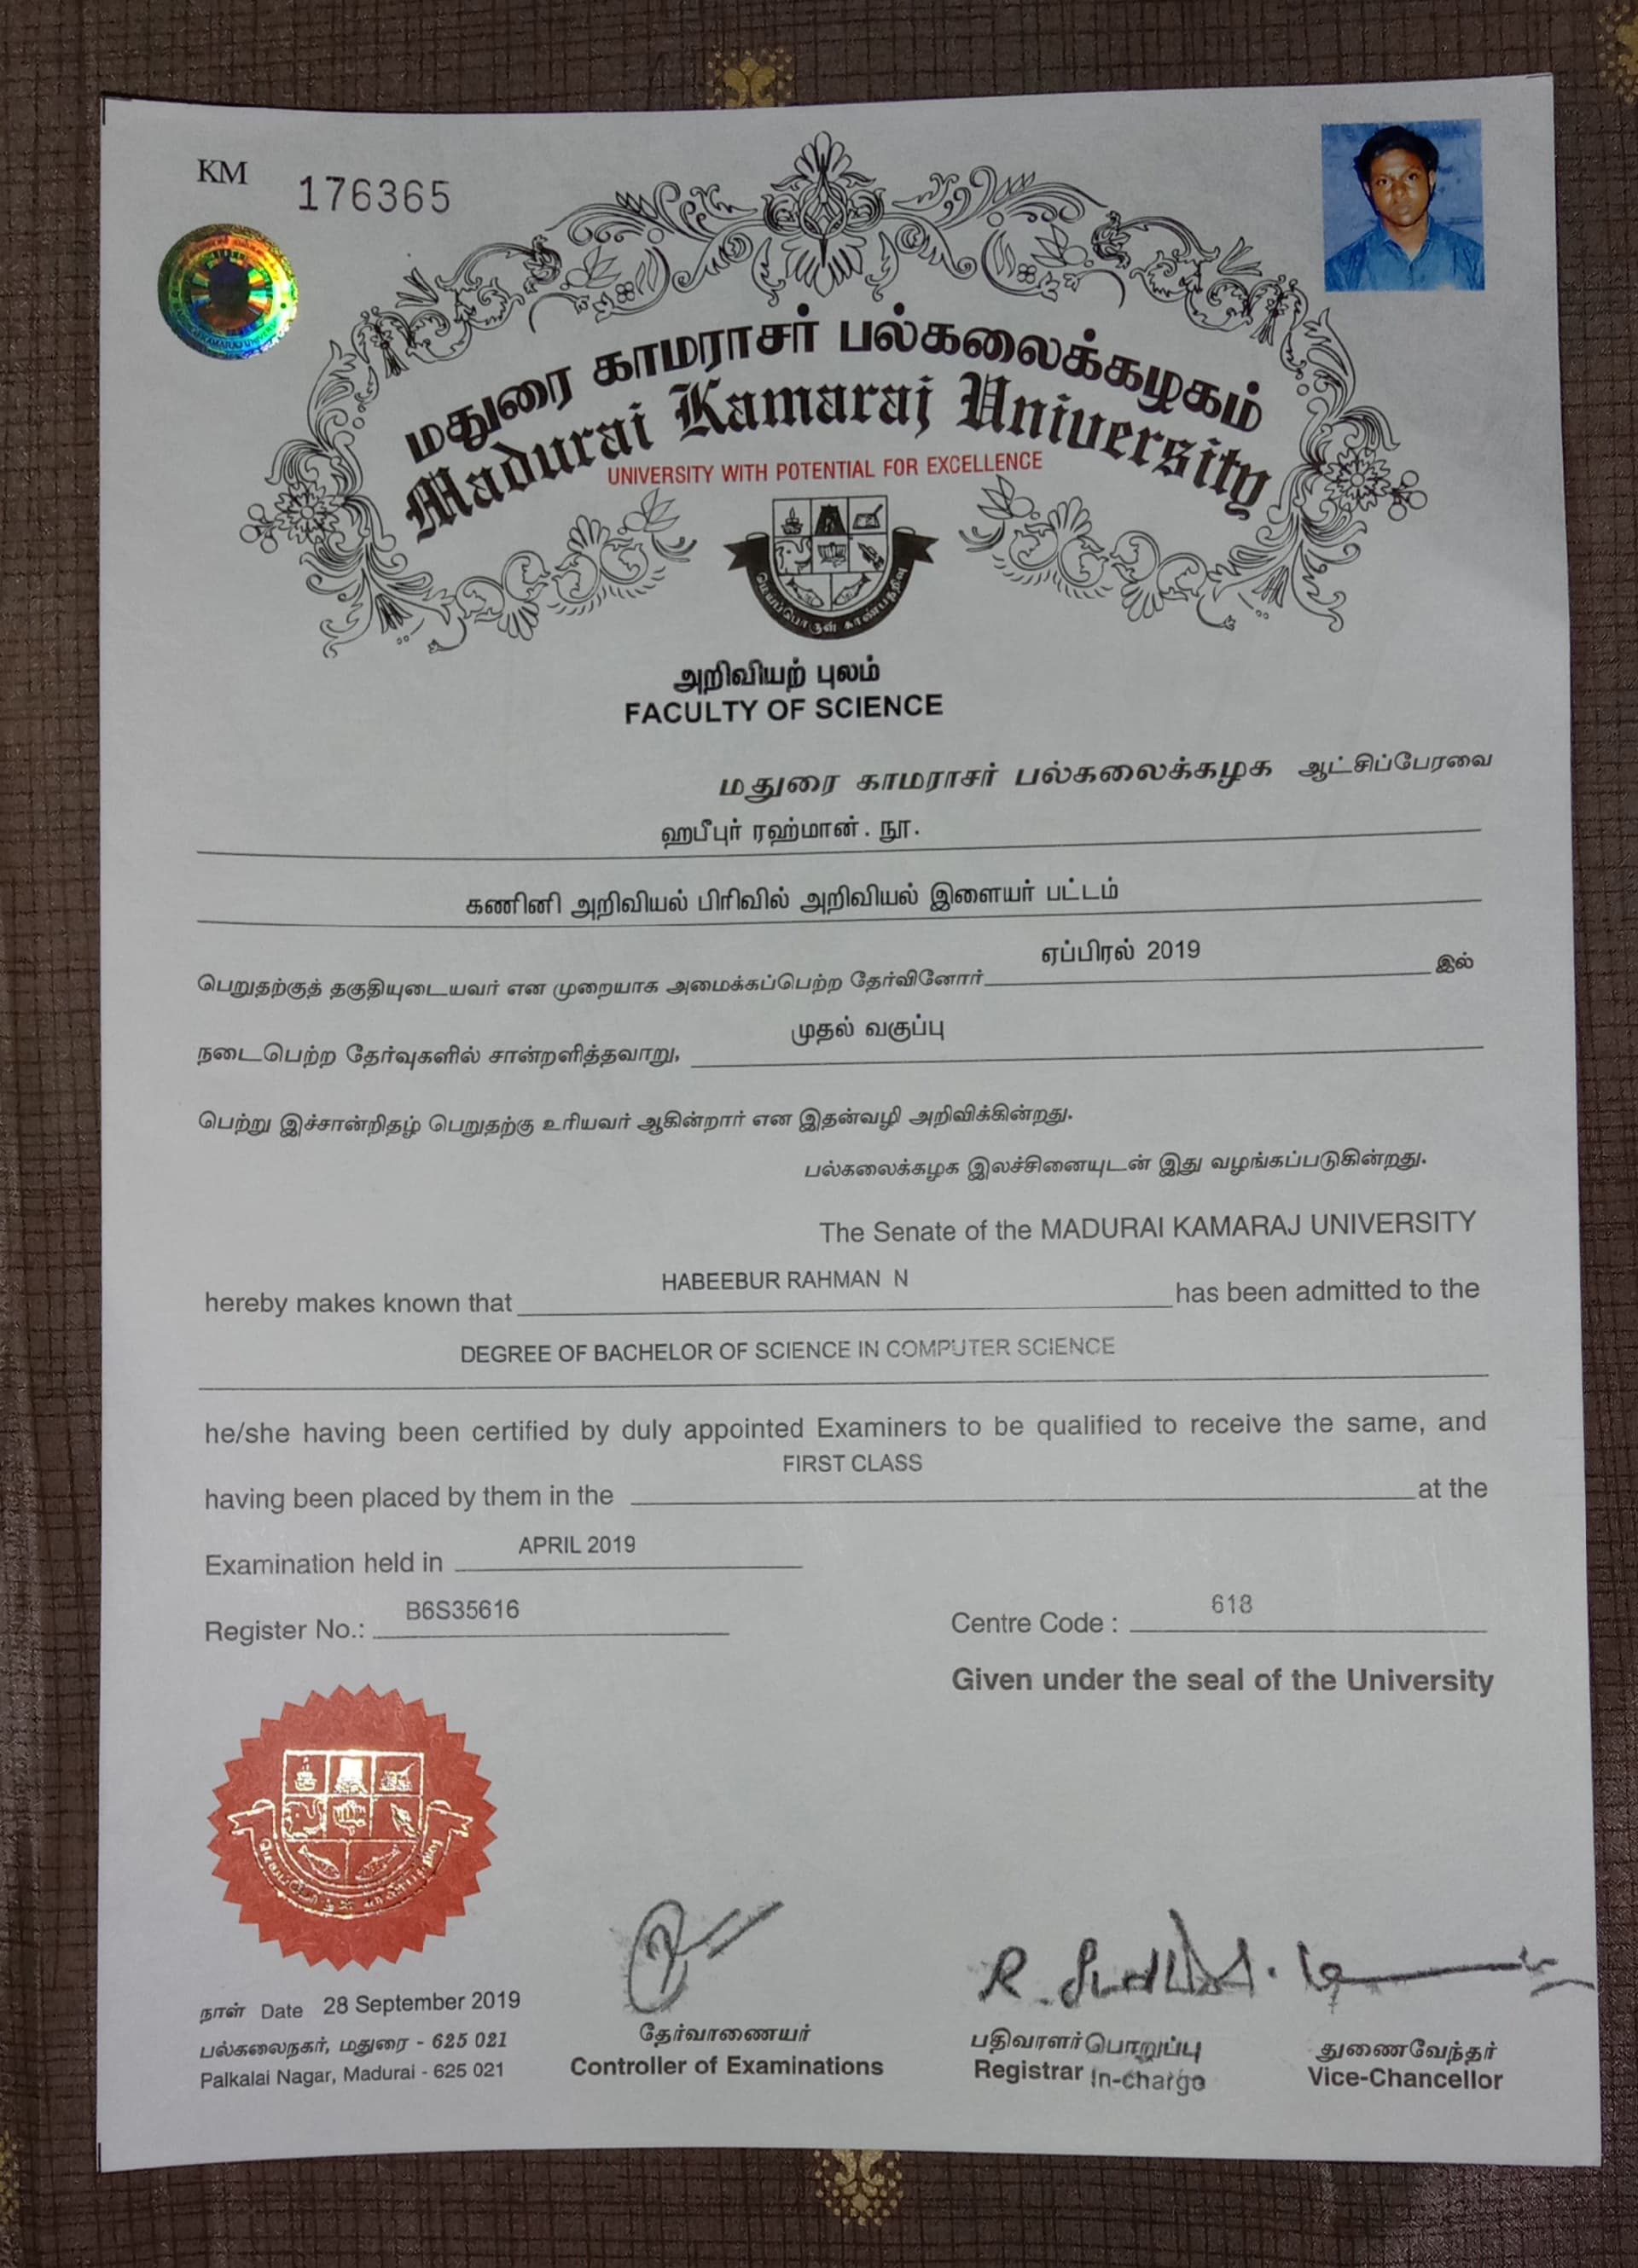 KM 176365
மதுரை காமராசர் பல்கலைக்கழகம்
Madurai Kamaraj University
UNIVERSITY WITH POTENTIAL FOR EXCELLENCE
அறிவியற் புலம்
FACULTY OF SCIENCE
மதுரை காமராசர் பல்கலைக்கழக ஆட்சிப்பேரவை
ஹபீபுர் ரஹ்மான். நூ.
கணினி அறிவியல் பிரிவில் அறிவியல் இளையர் பட்டம்
ஏப்பிரல் 2019
பெறுதற்குத் தகுதியுடையவர் என முறையாக அமைக்கப்பெற்ற தேர்வினோர் இல்
முதல் வகுப்பு
நடைபெற்ற தேர்வுகளில் சான்றளித்தவாறு,
பெற்று இச்சான்றிதழ் பெறுதற்கு உரியவர் ஆகின்றார் என இதன்வழி அறிவிக்கின்றது.
பல்கலைக்கழக இலச்சினையுடன் இது வழங்கப்படுகின்றது.
The Senate of the MADURAI KAMARAJ UNIVERSITY
hereby makes known that HABEEBUR RAHMAN N has been admitted to the
DEGREE OF BACHELOR OF SCIENCE IN COMPUTER SCIENCE
he/she having been certified by duly appointed Examiners to be qualified to receive the same, and
FIRST CLASS
having been placed by them in the at the
Examination held in APRIL 2019
Register No.: B6S35616 Centre Code : 618
Given under the seal of the University
நாள் Date 28 September 2019
பல்கலைநகர், மதுரை - 625 021
Palkalai Nagar, Madurai - 625 021
தேர்வாணையர்
Controller of Examinations
பதிவாளர் பொறுப்பு
Registrar In-charge
துணைவேந்தர்
Vice-Chancellor